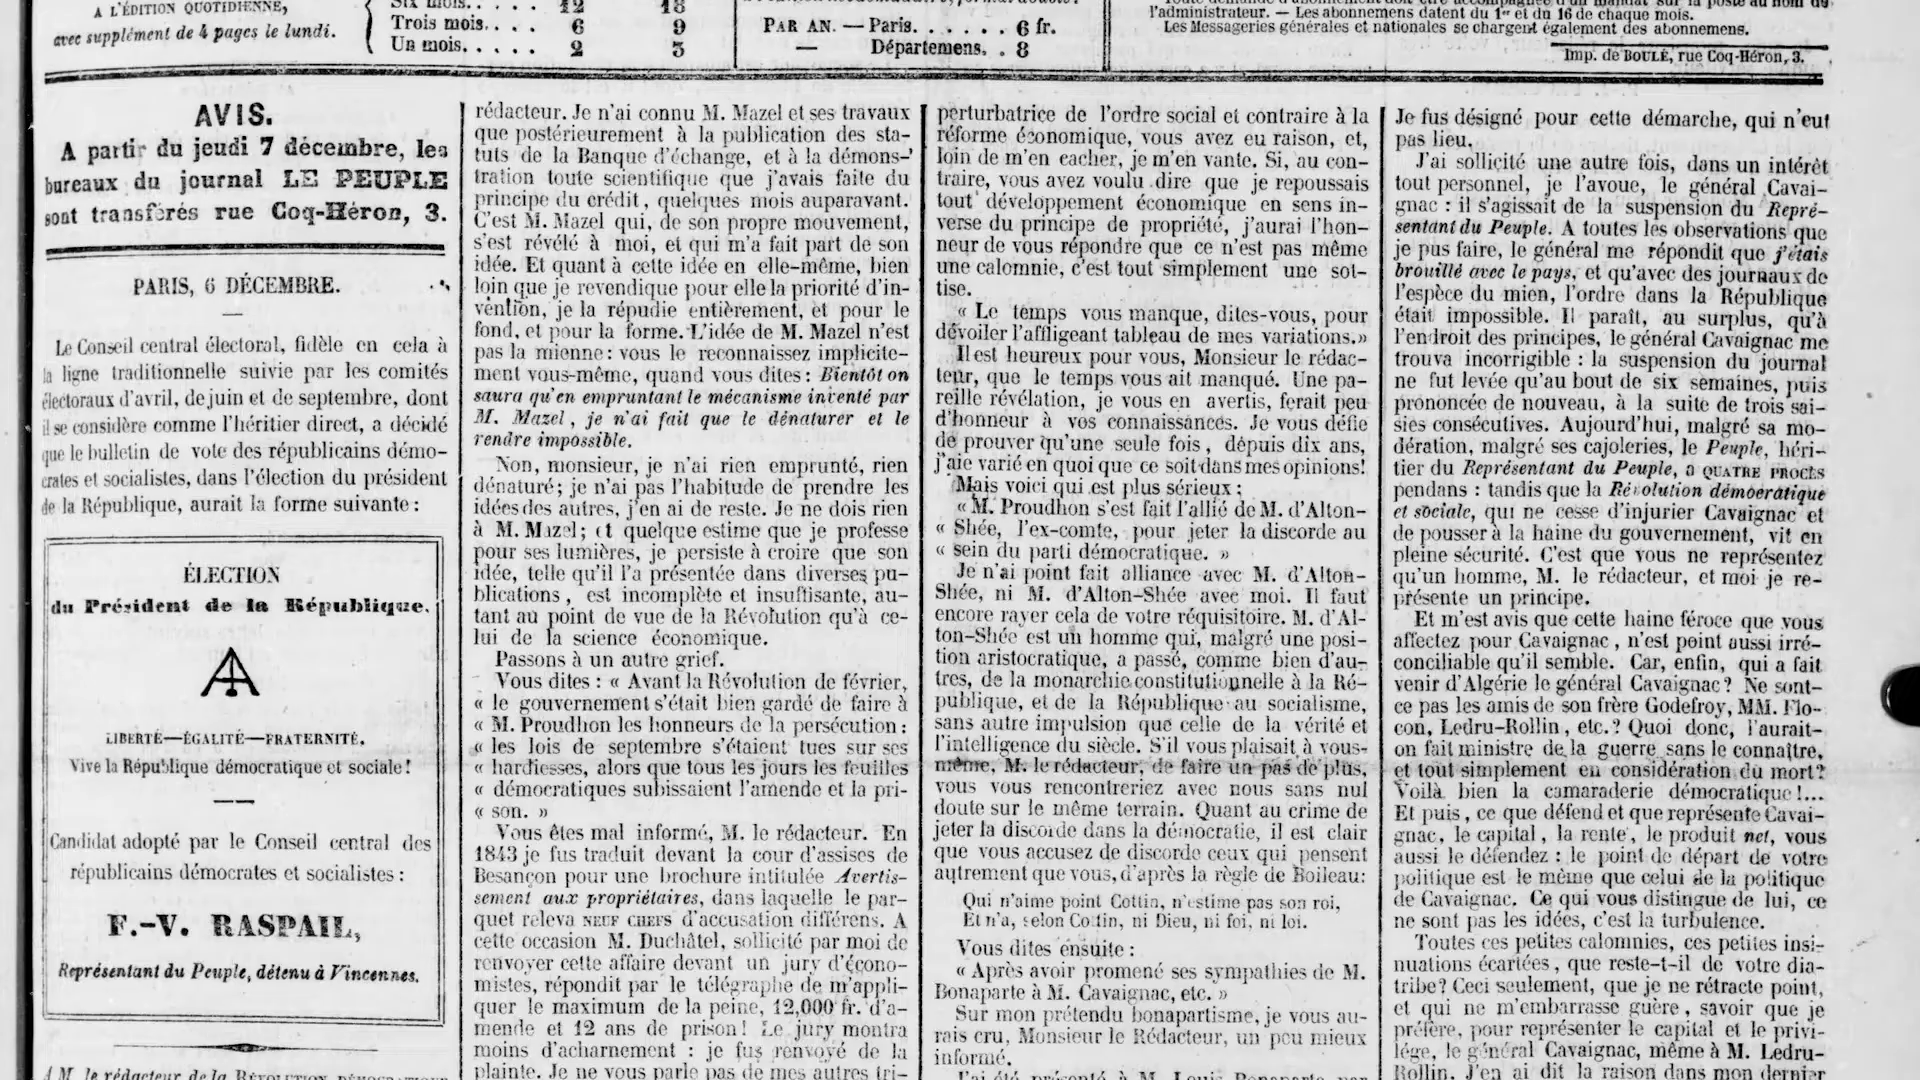 A L'ÉDITION QUOTIDIENNE,
avec supplément de 4 pages le lundi.
Six mois. . . . . 12 18
Trois mois. . . . 6 9
Un mois. . . . . 2 3
PAR AN. — Paris. . . . . . 6 fr.
— Départemens. . 8
l'administrateur. — Les abonnemens datent du 1er et du 16 de chaque mois.
Les Messageries générales et nationales se chargent également des abonnemens.
Imp. de BOULÉ, rue Coq-Héron, 3.
AVIS.
A partir du jeudi 7 décembre, les
bureaux du journal LE PEUPLE
sont transférés rue Coq-Héron, 3.
PARIS, 6 DÉCEMBRE.
Le Conseil central électoral, fidèle en cela à
la ligne traditionnelle suivie par les comités
électoraux d'avril, de juin et de septembre, dont
il se considère comme l'héritier direct, a décidé
que le bulletin de vote des républicains démo-
crates et socialistes, dans l'élection du président
de la République, aurait la forme suivante :
ÉLECTION
du Président de la République.
LIBERTÉ—ÉGALITÉ—FRATERNITÉ.
Vive la République démocratique et sociale!
Candidat adopté par le Conseil central des
républicains démocrates et socialistes :
F.-V. RASPAIL,
Représentant du Peuple, détenu à Vincennes.
A M. le rédacteur de la RÉVOLUTION DÉMOCRATIQUE
rédacteur. Je n'ai connu M. Mazel et ses travaux
que postérieurement à la publication des sta-
tuts de la Banque d'échange, et à la démons-
tration toute scientifique que j'avais faite du
principe du crédit, quelques mois auparavant.
C'est M. Mazel qui, de son propre mouvement,
s'est révélé à moi, et qui m'a fait part de son
idée. Et quant à cette idée en elle-même, bien
loin que je revendique pour elle la priorité d'in-
vention, je la répudie entièrement, et pour le
fond, et pour la forme. L'idée de M. Mazel n'est
pas la mienne : vous le reconnaissez implicite-
ment vous-même, quand vous dites : Bientôt on
saura qu'en empruntant le mécanisme inventé par
M. Mazel, je n'ai fait que le dénaturer et le
rendre impossible.
Non, monsieur, je n'ai rien emprunté, rien
dénaturé; je n'ai pas l'habitude de prendre les
idées des autres, j'en ai de reste. Je ne dois rien
à M. Mazel; et quelque estime que je professe
pour ses lumières, je persiste à croire que son
idée, telle qu'il l'a présentée dans diverses pu-
blications, est incomplète et insuffisante, au-
tant au point de vue de la Révolution qu'à ce-
lui de la science économique.
Passons à un autre grief.
Vous dites : « Avant la Révolution de février,
« le gouvernement s'était bien gardé de faire à
« M. Proudhon les honneurs de la persécution :
« les lois de septembre s'étaient tues sur ses
« hardiesses, alors que tous les jours les feuilles
« démocratiques subissaient l'amende et la pri-
« son. »
Vous êtes mal informé, M. le rédacteur. En
1843 je fus traduit devant la cour d'assises de
Besançon pour une brochure intitulée Avertis-
sement aux propriétaires, dans laquelle le par-
quet releva NEUF CHEFS d'accusation différens. A
cette occasion M. Duchâtel, sollicité par moi de
renvoyer cette affaire devant un jury d'écono-
mistes, répondit par le télégraphe de m'appli-
quer le maximum de la peine, 12,000 fr. d'a-
mende et 12 ans de prison! Le jury montra
moins d'acharnement : je fus renvoyé de la
plainte. Je ne vous parle pas de mes autres tri-
perturbatrice de l'ordre social et contraire à la
réforme économique, vous avez eu raison, et,
loin de m'en cacher, je m'en vante. Si, au con-
traire, vous avez voulu dire que je repoussais
tout développement économique en sens in-
verse du principe de propriété, j'aurai l'hon-
neur de vous répondre que ce n'est pas même
une calomnie, c'est tout simplement une sot-
tise.
« Le temps vous manque, dites-vous, pour
dévoiler l'affligeant tableau de mes variations.»
Il est heureux pour vous, Monsieur le rédac-
teur, que le temps vous ait manqué. Une pa-
reille révélation, je vous en avertis, ferait peu
d'honneur à vos connaissances. Je vous défie
de prouver qu'une seule fois, depuis dix ans,
j'aie varié en quoi que ce soit dans mes opinions!
Mais voici qui est plus sérieux :
« M. Proudhon s'est fait l'allié de M. d'Alton-
« Shée, l'ex-comte, pour jeter la discorde au
« sein du parti démocratique. »
Je n'ai point fait alliance avec M. d'Alton-
Shée, ni M. d'Alton-Shée avec moi. Il faut
encore rayer cela de votre réquisitoire. M. d'Al-
ton-Shée est un homme qui, malgré une posi-
tion aristocratique, a passé, comme bien d'au-
tres, de la monarchie constitutionnelle à la Ré-
publique, et de la République au socialisme,
sans autre impulsion que celle de la vérité et
l'intelligence du siècle. S'il vous plaisait à vous-
même, M. le rédacteur, de faire un pas de plus,
vous vous rencontreriez avec nous sans nul
doute sur le même terrain. Quant au crime de
jeter la discorde dans la démocratie, il est clair
que vous accusez de discorde ceux qui pensent
autrement que vous, d'après la règle de Boileau:
Qui n'aime point Cottin, n'estime pas son roi,
Et n'a, selon Cottin, ni Dieu, ni foi, ni loi.
Vous dites ensuite :
« Après avoir promené ses sympathies de M.
Bonaparte à M. Cavaignac, etc. »
Sur mon prétendu bonapartisme, je vous au-
rais cru, Monsieur le Rédacteur, un peu mieux
informé.
J'ai été présenté à M. Louis Bonaparte par
Je fus désigné pour cette démarche, qui n'eut
pas lieu.
J'ai sollicité une autre fois, dans un intérêt
tout personnel, je l'avoue, le général Cavai-
gnac : il s'agissait de la suspension du Repré-
sentant du Peuple. A toutes les observations que
je pus faire, le général me répondit que j'étais
brouillé avec le pays, et qu'avec des journaux de
l'espèce du mien, l'ordre dans la République
était impossible. Il paraît, au surplus, qu'à
l'endroit des principes, le général Cavaignac me
trouva incorrigible : la suspension du journal
ne fut levée qu'au bout de six semaines, puis
prononcée de nouveau, à la suite de trois sai-
sies consécutives. Aujourd'hui, malgré sa mo-
dération, malgré ses cajoleries, le Peuple, héri-
tier du Représentant du Peuple, a QUATRE PROCÈS
pendans : tandis que la Révolution démocratique
et sociale, qui ne cesse d'injurier Cavaignac et
de pousser à la haine du gouvernement, vit en
pleine sécurité. C'est que vous ne représentez
qu'un homme, M. le rédacteur, et moi je re-
présente un principe.
Et m'est avis que cette haine féroce que vous
affectez pour Cavaignac, n'est point aussi irré-
conciliable qu'il semble. Car, enfin, qui a fait
venir d'Algérie le général Cavaignac? Ne sont-
ce pas les amis de son frère Godefroy, MM. Flo-
con, Ledru-Rollin, etc.? Quoi donc, l'aurait-
on fait ministre de la guerre sans le connaître,
et tout simplement en considération du mort?
Voilà bien la camaraderie démocratique!...
Et puis, ce que défend et que représente Cavai-
gnac, le capital, la rente, le produit net, vous
aussi le défendez : le point de départ de votre
politique est le même que celui de la politique
de Cavaignac. Ce qui vous distingue de lui, ce
ne sont pas les idées, c'est la turbulence.
Toutes ces petites calomnies, ces petites insi-
nuations écartées, que reste-t-il de votre dia-
tribe? Ceci seulement, que je ne rétracte point,
et qui ne m'embarrasse guère, savoir que je
préfère, pour représenter le capital et le privi-
lége, le général Cavaignac, même à M. Ledru-
Rollin. J'en ai dit la raison dans mon dernier